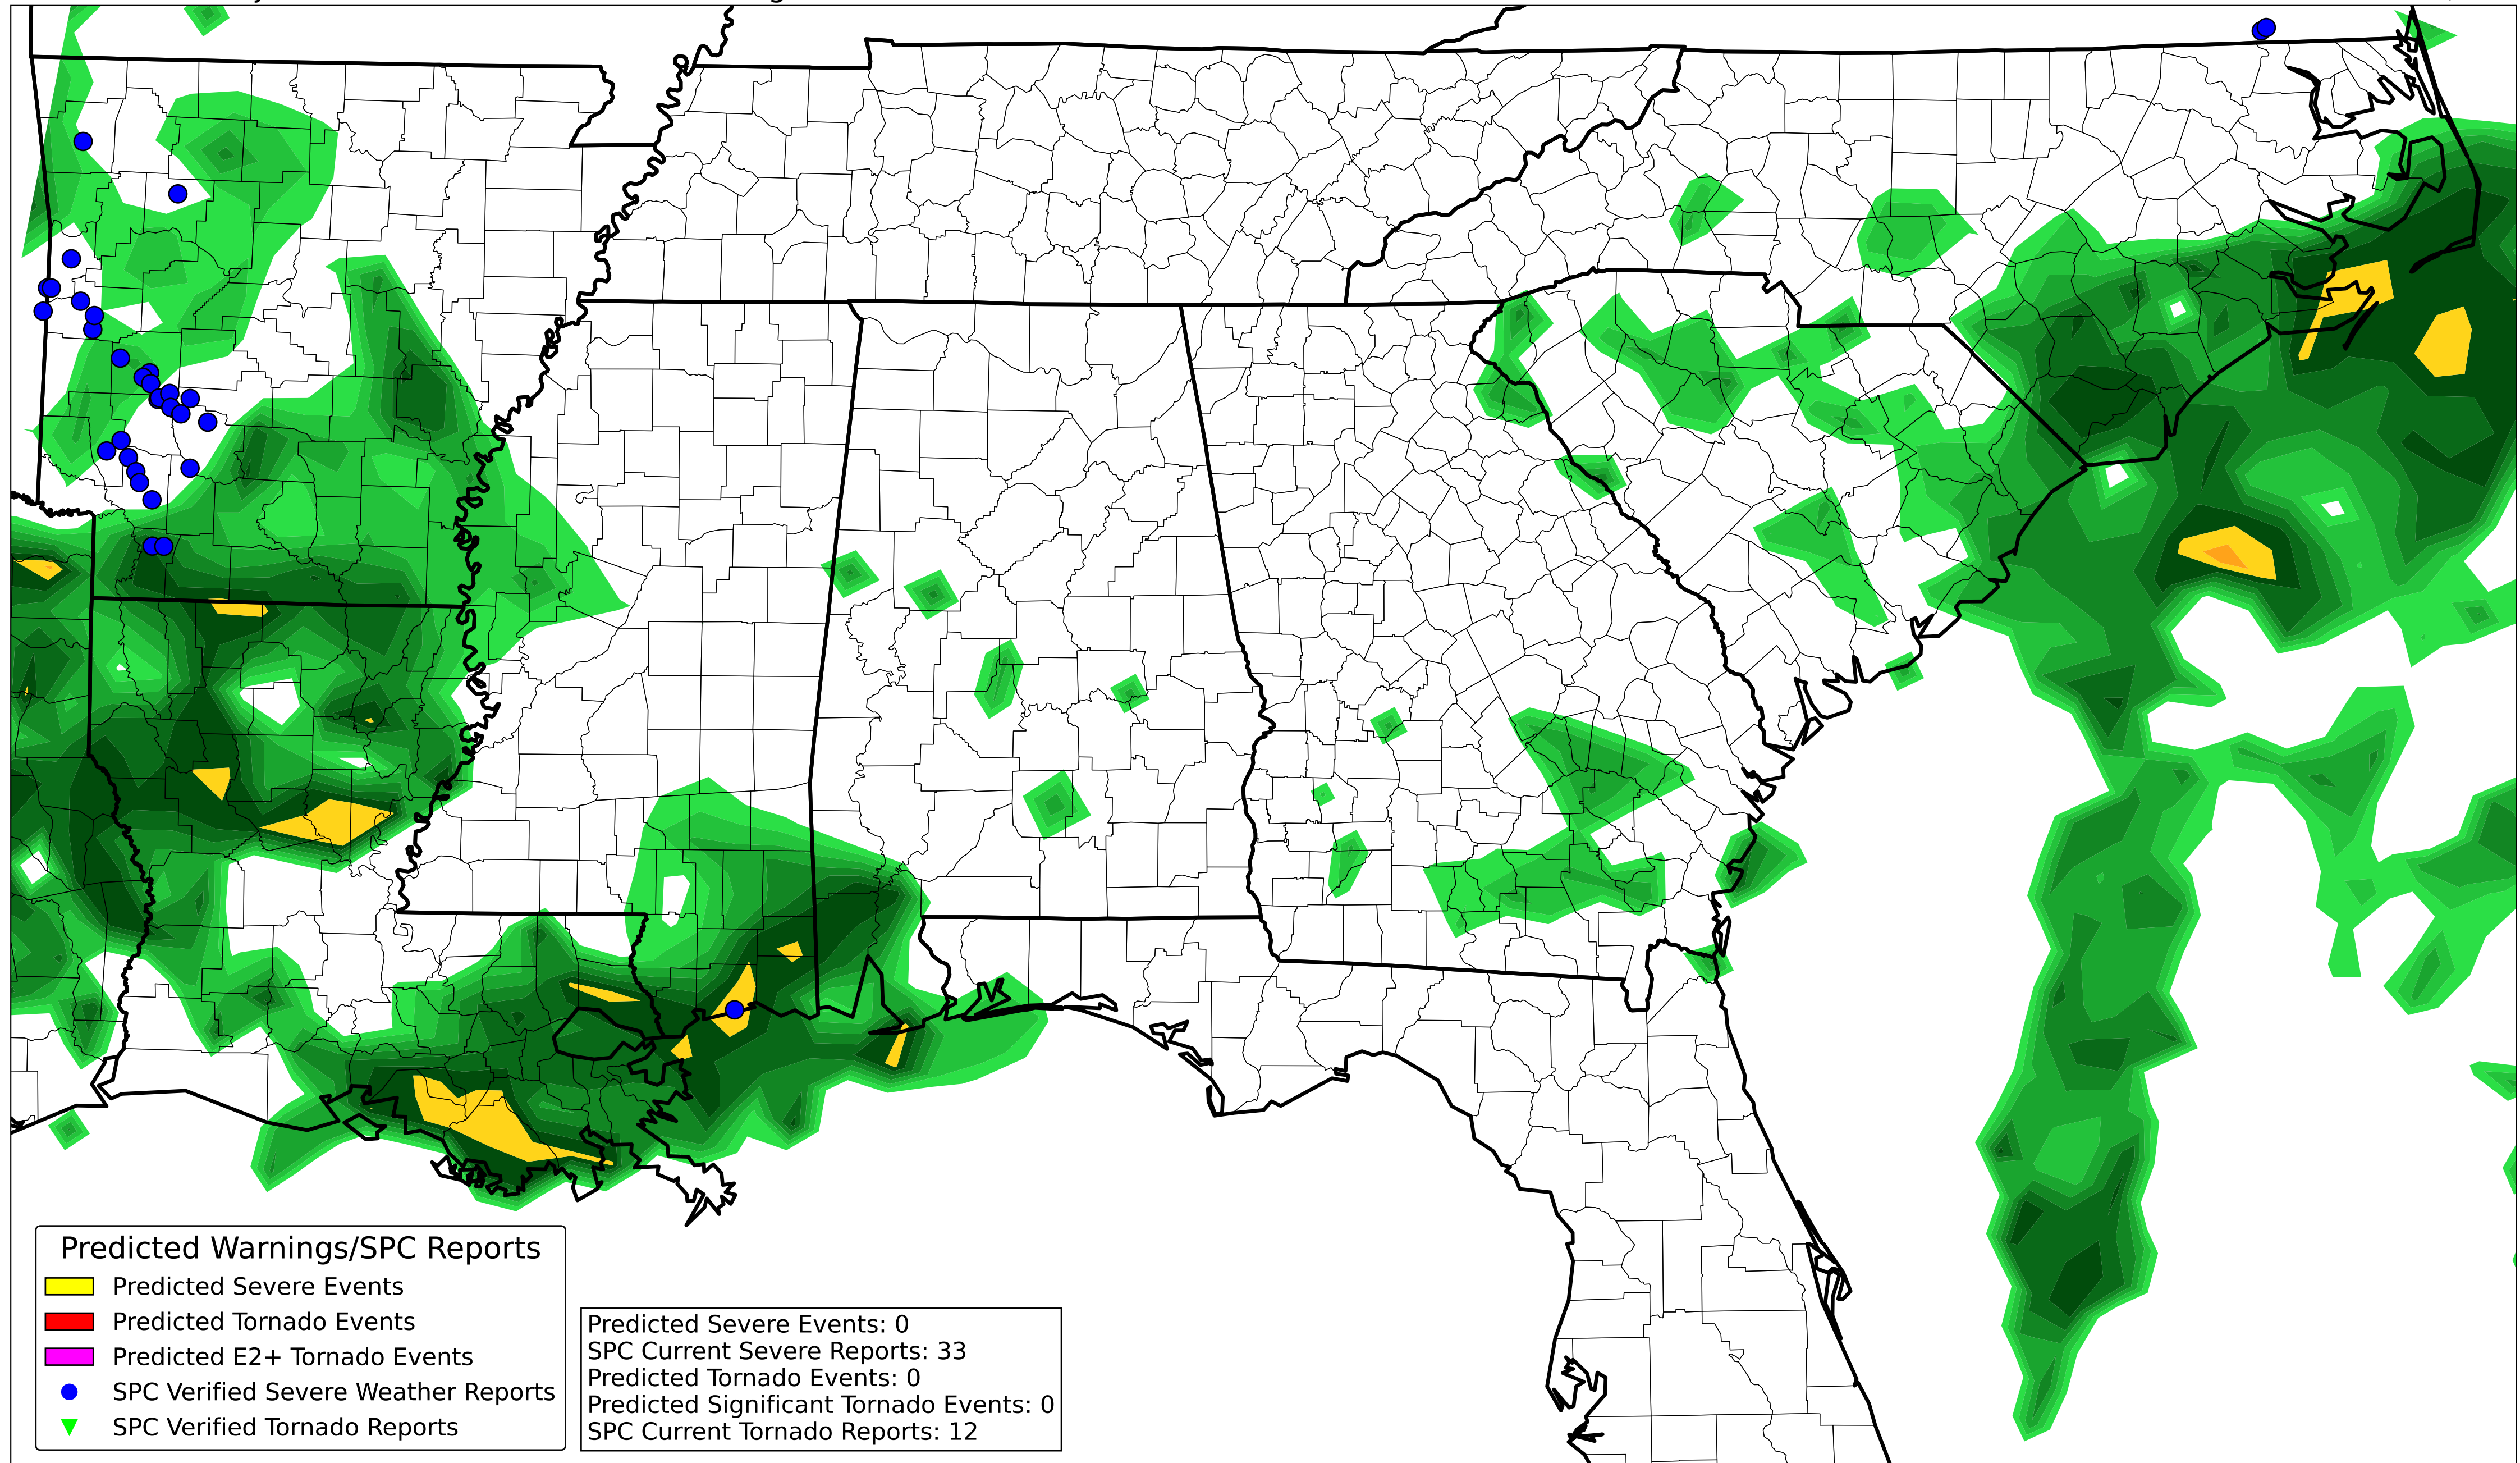 Predicted Warnings/SPC Reports
Predicted Severe Events
Predicted Tornado Events
Predicted E2+ Tornado Events
SPC Verified Severe Weather Reports
SPC Verified Tornado Reports
Predicted Severe Events: 0
SPC Current Severe Reports: 33
Predicted Tornado Events: 0
Predicted Significant Tornado Events: 0
SPC Current Tornado Reports: 12